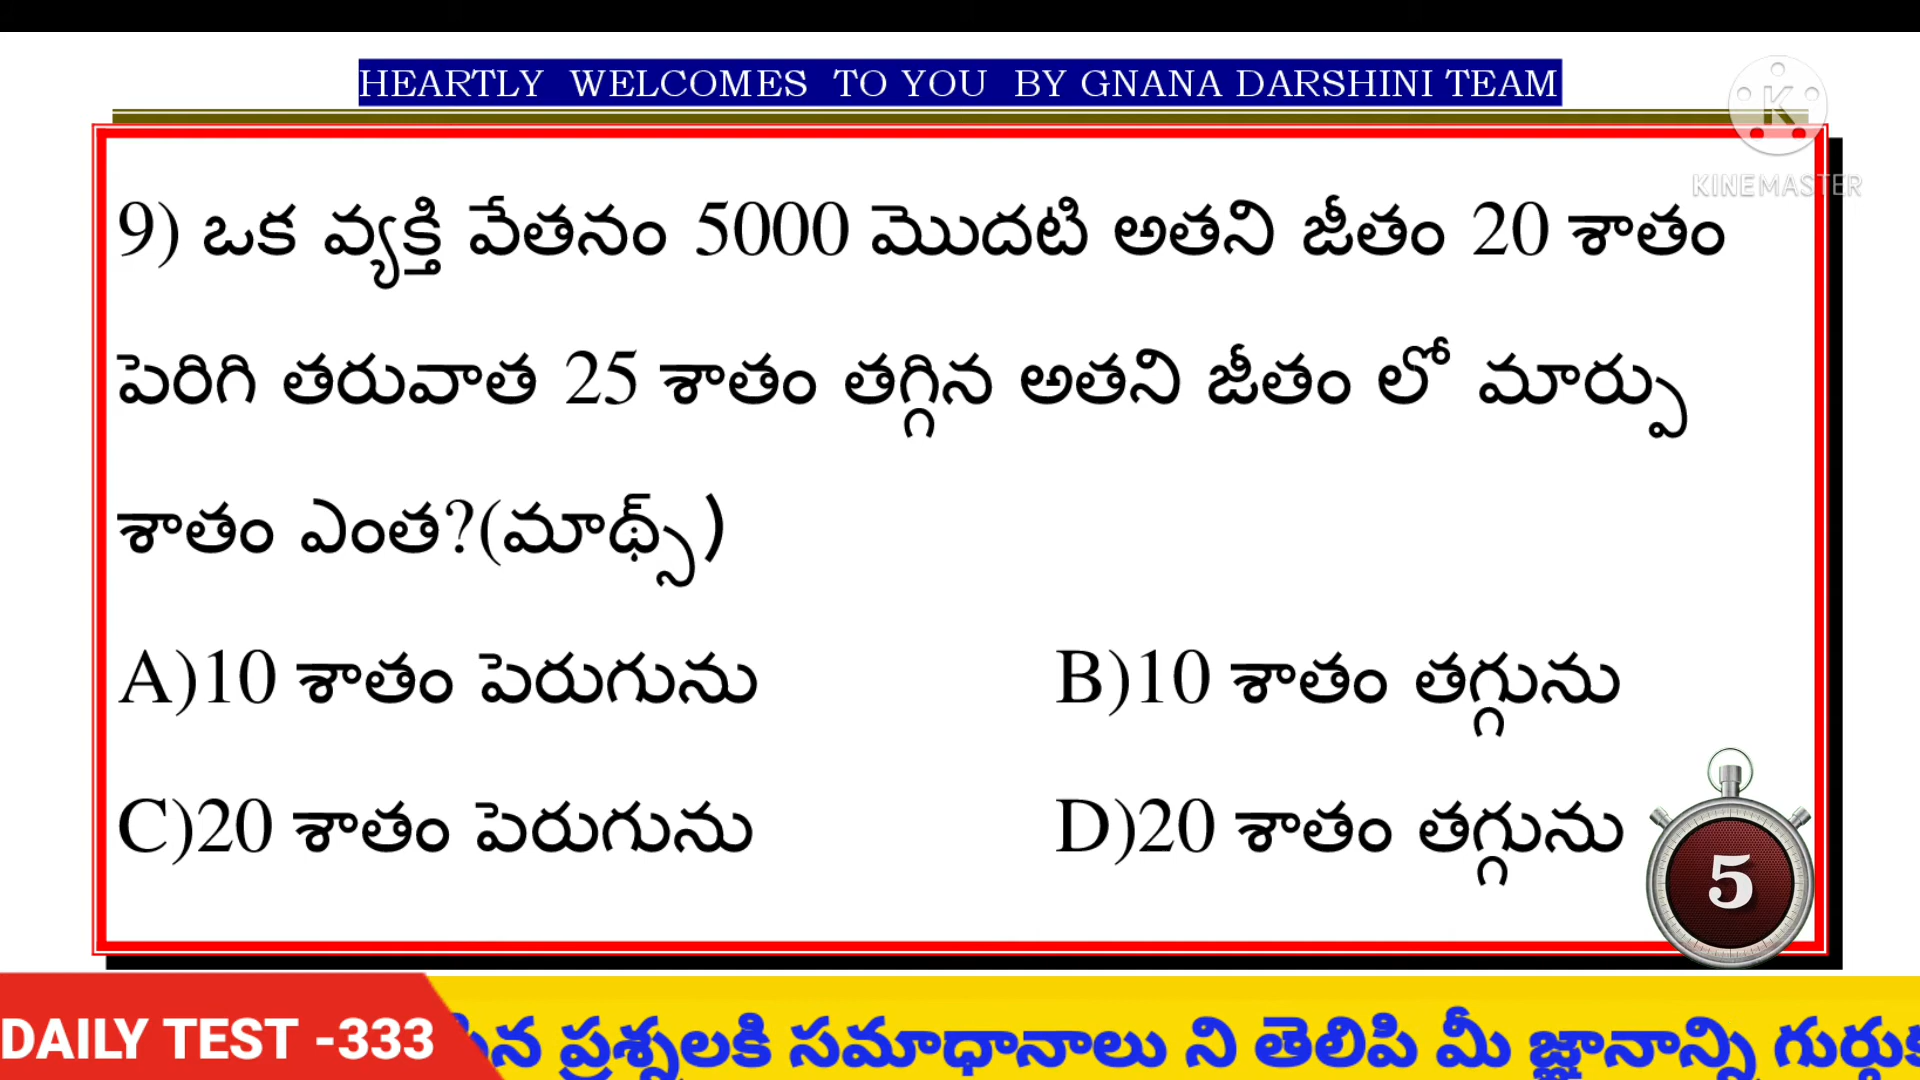 HEARTLY WELCOMES TO YOU BY GNANA DARSHINI TEAM
KINEMASTER
9) ఒక వ్యక్తి వేతనం 5000 మొదటి అతని జీతం 20 శాతం
పెరిగి తరువాత 25 శాతం తగ్గిన అతని జీతం లో మార్పు
శాతం ఎంత?(మాథ్స్)
A)10 శాతం పెరుగును B)10 శాతం తగ్గును
C)20 శాతం పెరుగును D)20 శాతం తగ్గును
5
DAILY TEST -333 ప్రశ్నలకి సమాధానాలు ని తెలిపి మీ జ్ఞానాన్ని